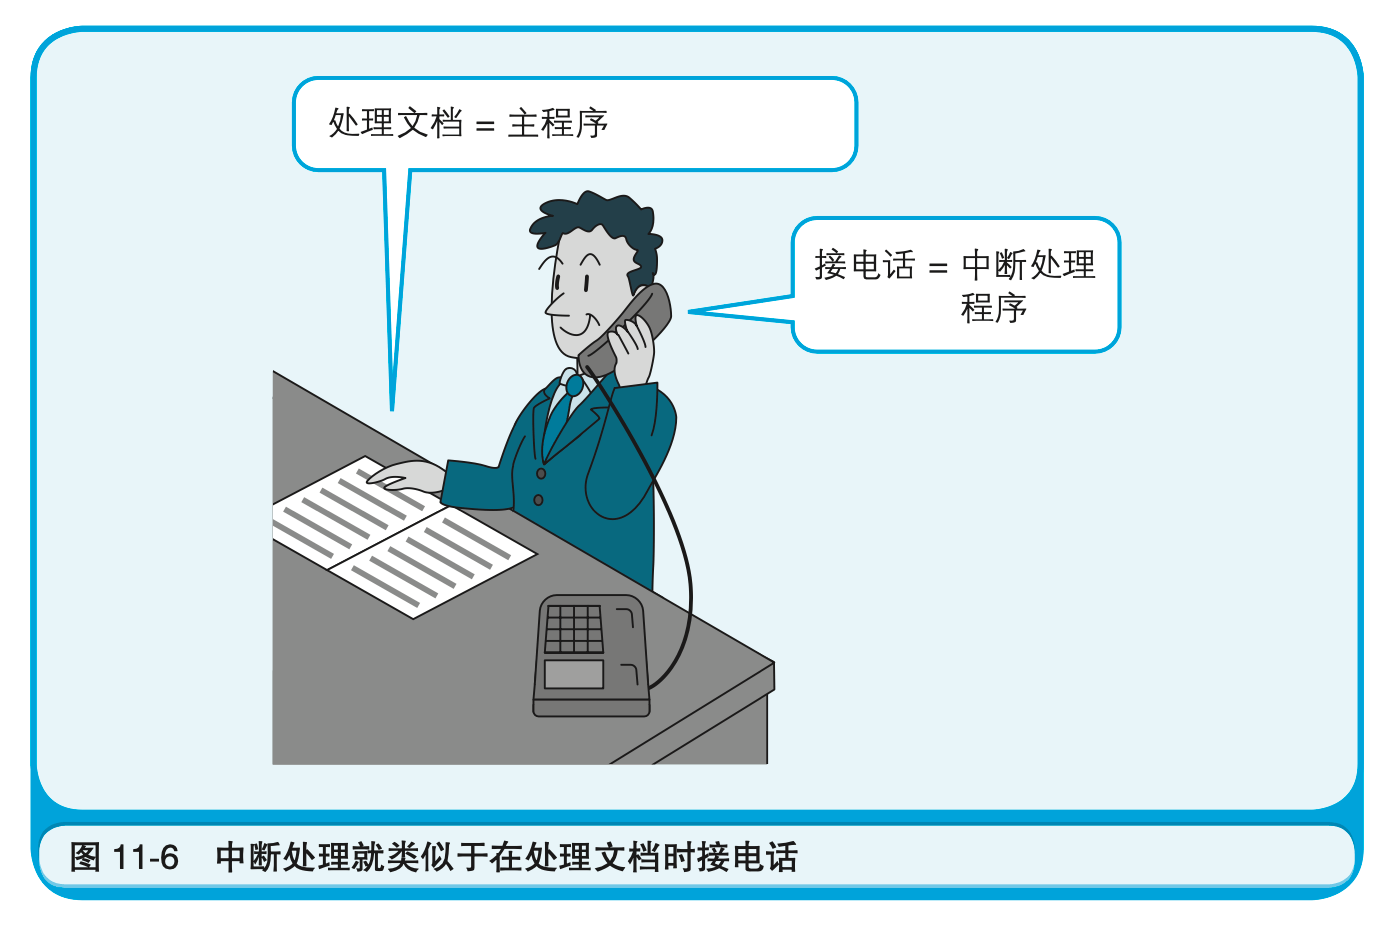 处理文档 = 主程序
接电话 = 中断处理
程序
图 11-6 中断处理就类似于在处理文档时接电话